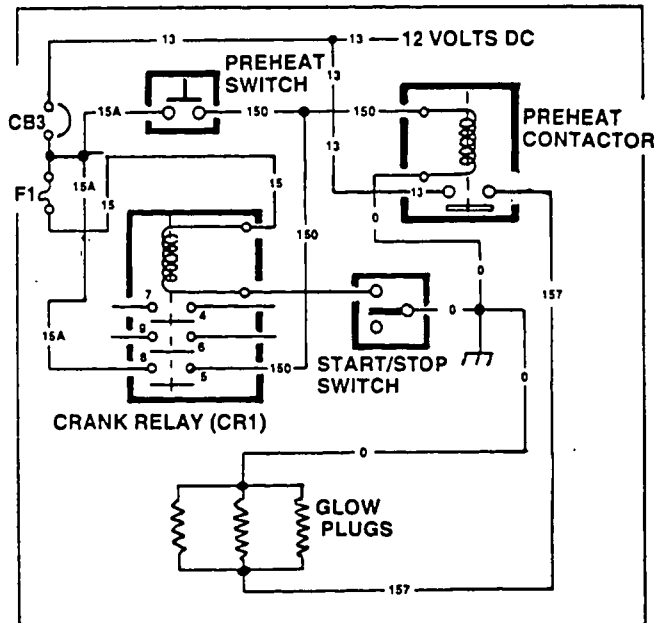 13
13
12 VOLTS DC
PREHEAT
SWITCH
13
15A
150
150
PREHEAT
CONTACTOR
CB3
13
15A
15
F1
15
13
0
150
0
157
7
4
15A
9
6
8
5
150
0
START/STOP
SWITCH
0
CRANK RELAY (CR1)
0
GLOW
PLUGS
157